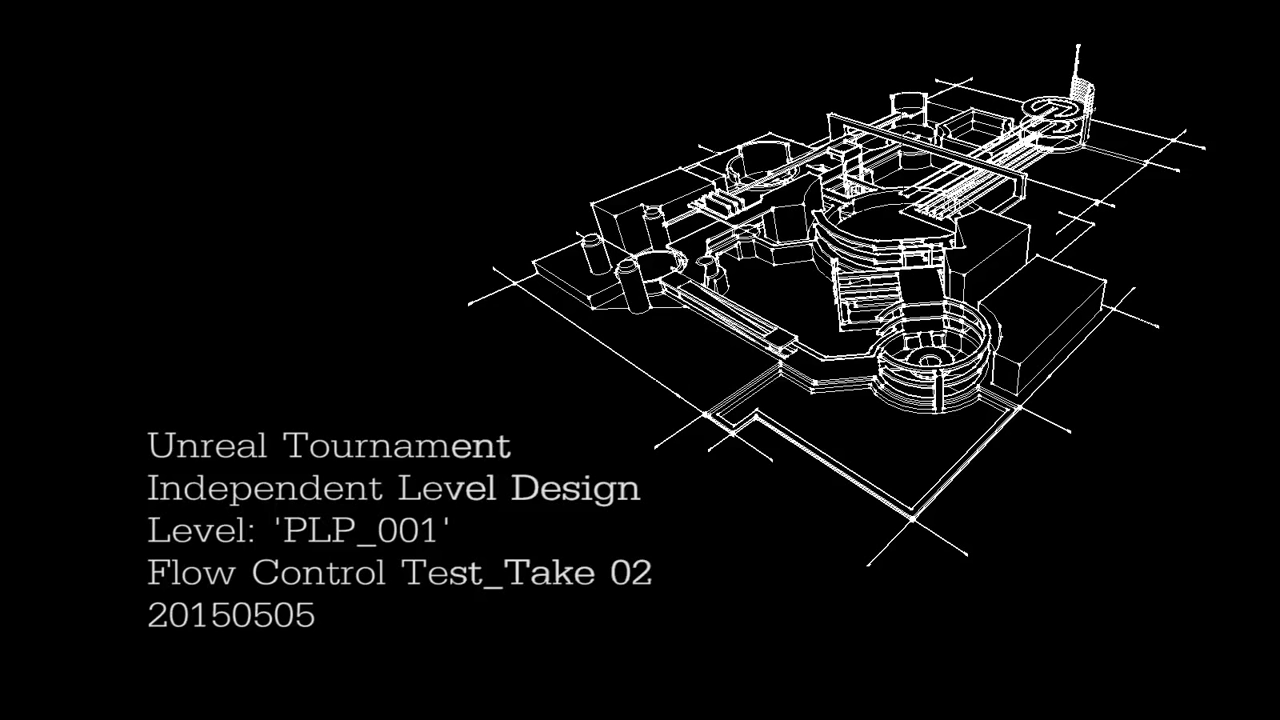 Unreal Tournament
Independent Level Design
Level: 'PLP_001'
Flow Control Test_Take 02
20150505